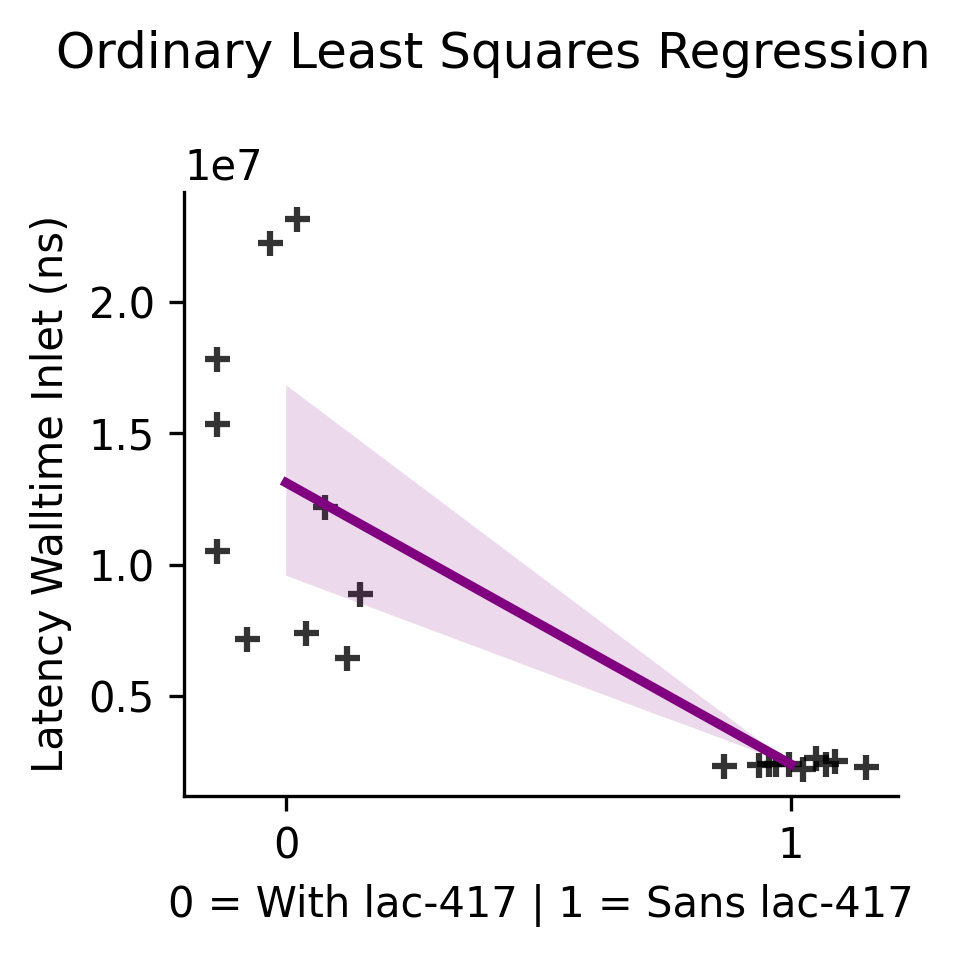 Ordinary Least Squares Regression
1e7
Latency Walltime Inlet (ns)
2.0
1.5
1.0
0.5
0
1
0 = With lac-417 | 1 = Sans lac-417